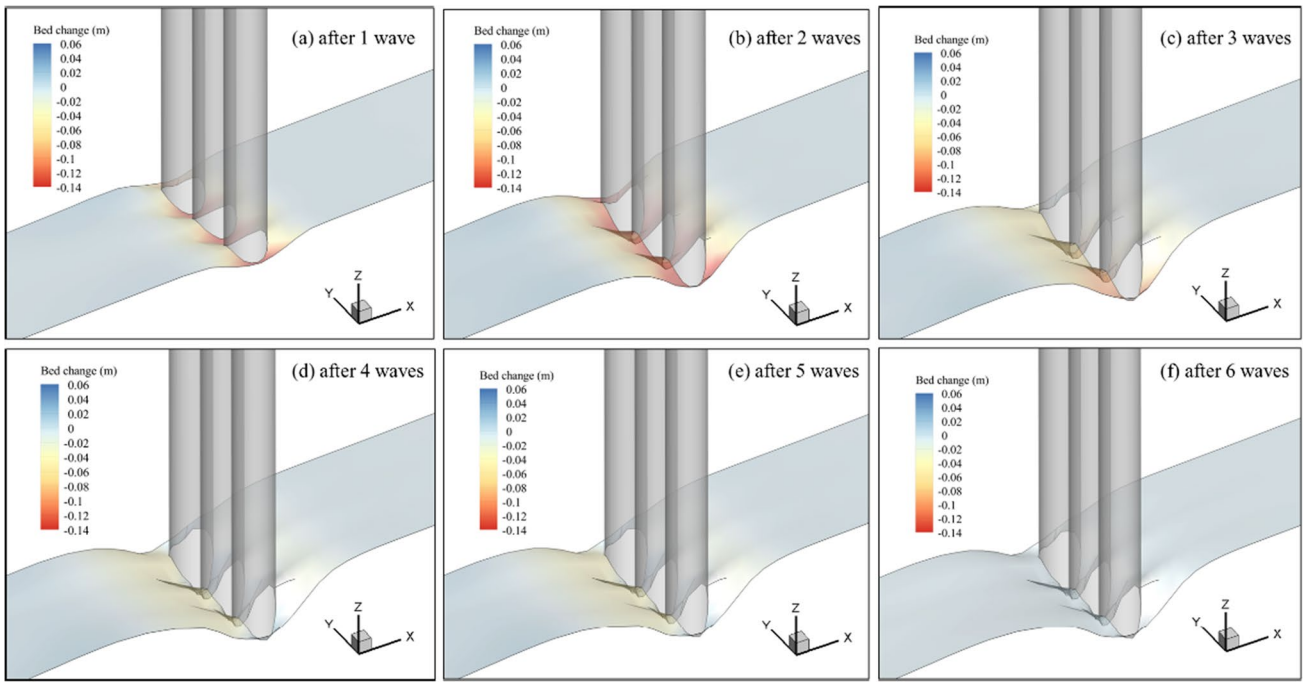 (a) after 1 wave
Bed change (m)
0.06
0.04
0.02
0
-0.02
-0.04
-0.06
-0.08
-0.1
-0.12
-0.14
Z
Y
X
(b) after 2 waves
Bed change (m)
0.06
0.04
0.02
0
-0.02
-0.04
-0.06
-0.08
-0.1
-0.12
-0.14
Z
Y
X
(c) after 3 waves
Bed change (m)
0.06
0.04
0.02
0
-0.02
-0.04
-0.06
-0.08
-0.1
-0.12
-0.14
Z
Y
X
(d) after 4 waves
Bed change (m)
0.06
0.04
0.02
0
-0.02
-0.04
-0.06
-0.08
-0.1
-0.12
-0.14
Z
Y
X
(e) after 5 waves
Bed change (m)
0.06
0.04
0.02
0
-0.02
-0.04
-0.06
-0.08
-0.1
-0.12
-0.14
Z
Y
X
(f) after 6 waves
Bed change (m)
0.06
0.04
0.02
0
-0.02
-0.04
-0.06
-0.08
-0.1
-0.12
-0.14
Z
Y
X